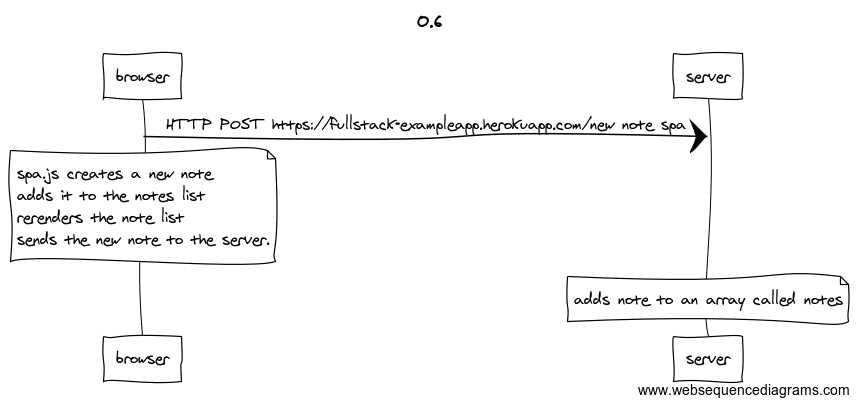 0.6
browser
server
HTTP POST https://fullstack-exampleapp.herokuapp.com/new note spa
spa.js creates a new note
adds it to the notes list
rerenders the note list
sends the new note to the server.
adds note to an array called notes
browser
server
www.websequencediagrams.com